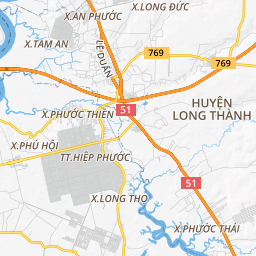 X.LONG ĐỨC
X.AN PHƯỚC
X.TAM AN
LÊ DUẨN
769
769
51
HUYỆN
LONG THÀNH
X.PHƯỚC THIỀN
X.PHÚ HỘI
TT.HIỆP PHƯỚC
51
X.LONG THỌ
X.PHƯỚC THÁI